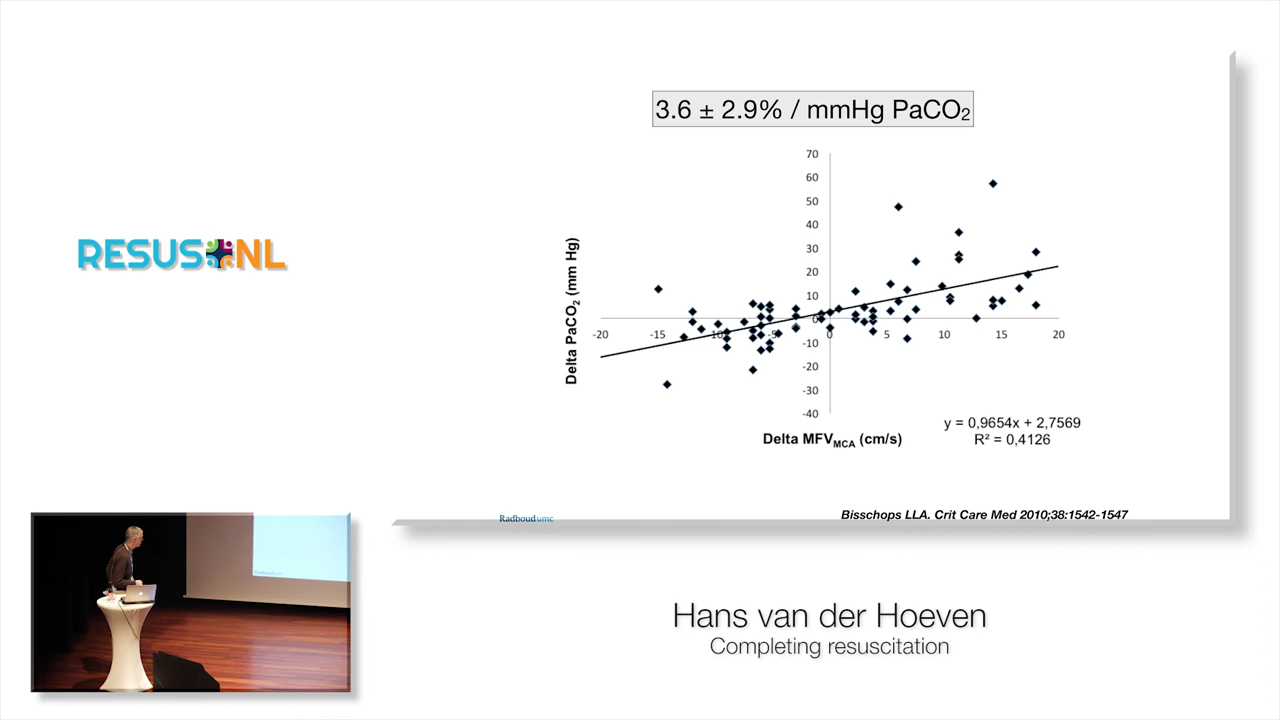 3.6 ± 2.9% / mmHg PaCO₂
70
60
50
40
30
20
10
0
-10
-20
-30
-40
-20
-15
-10
-5
0
5
10
15
20
Delta PaCO₂ (mm Hg)
Delta MFV_MCA (cm/s)
y = 0,9654x + 2,7569
R² = 0,4126
RESUS NL
Radboudumc
Bisschops LLA. Crit Care Med 2010;38:1542-1547
Hans van der Hoeven
Completing resuscitation